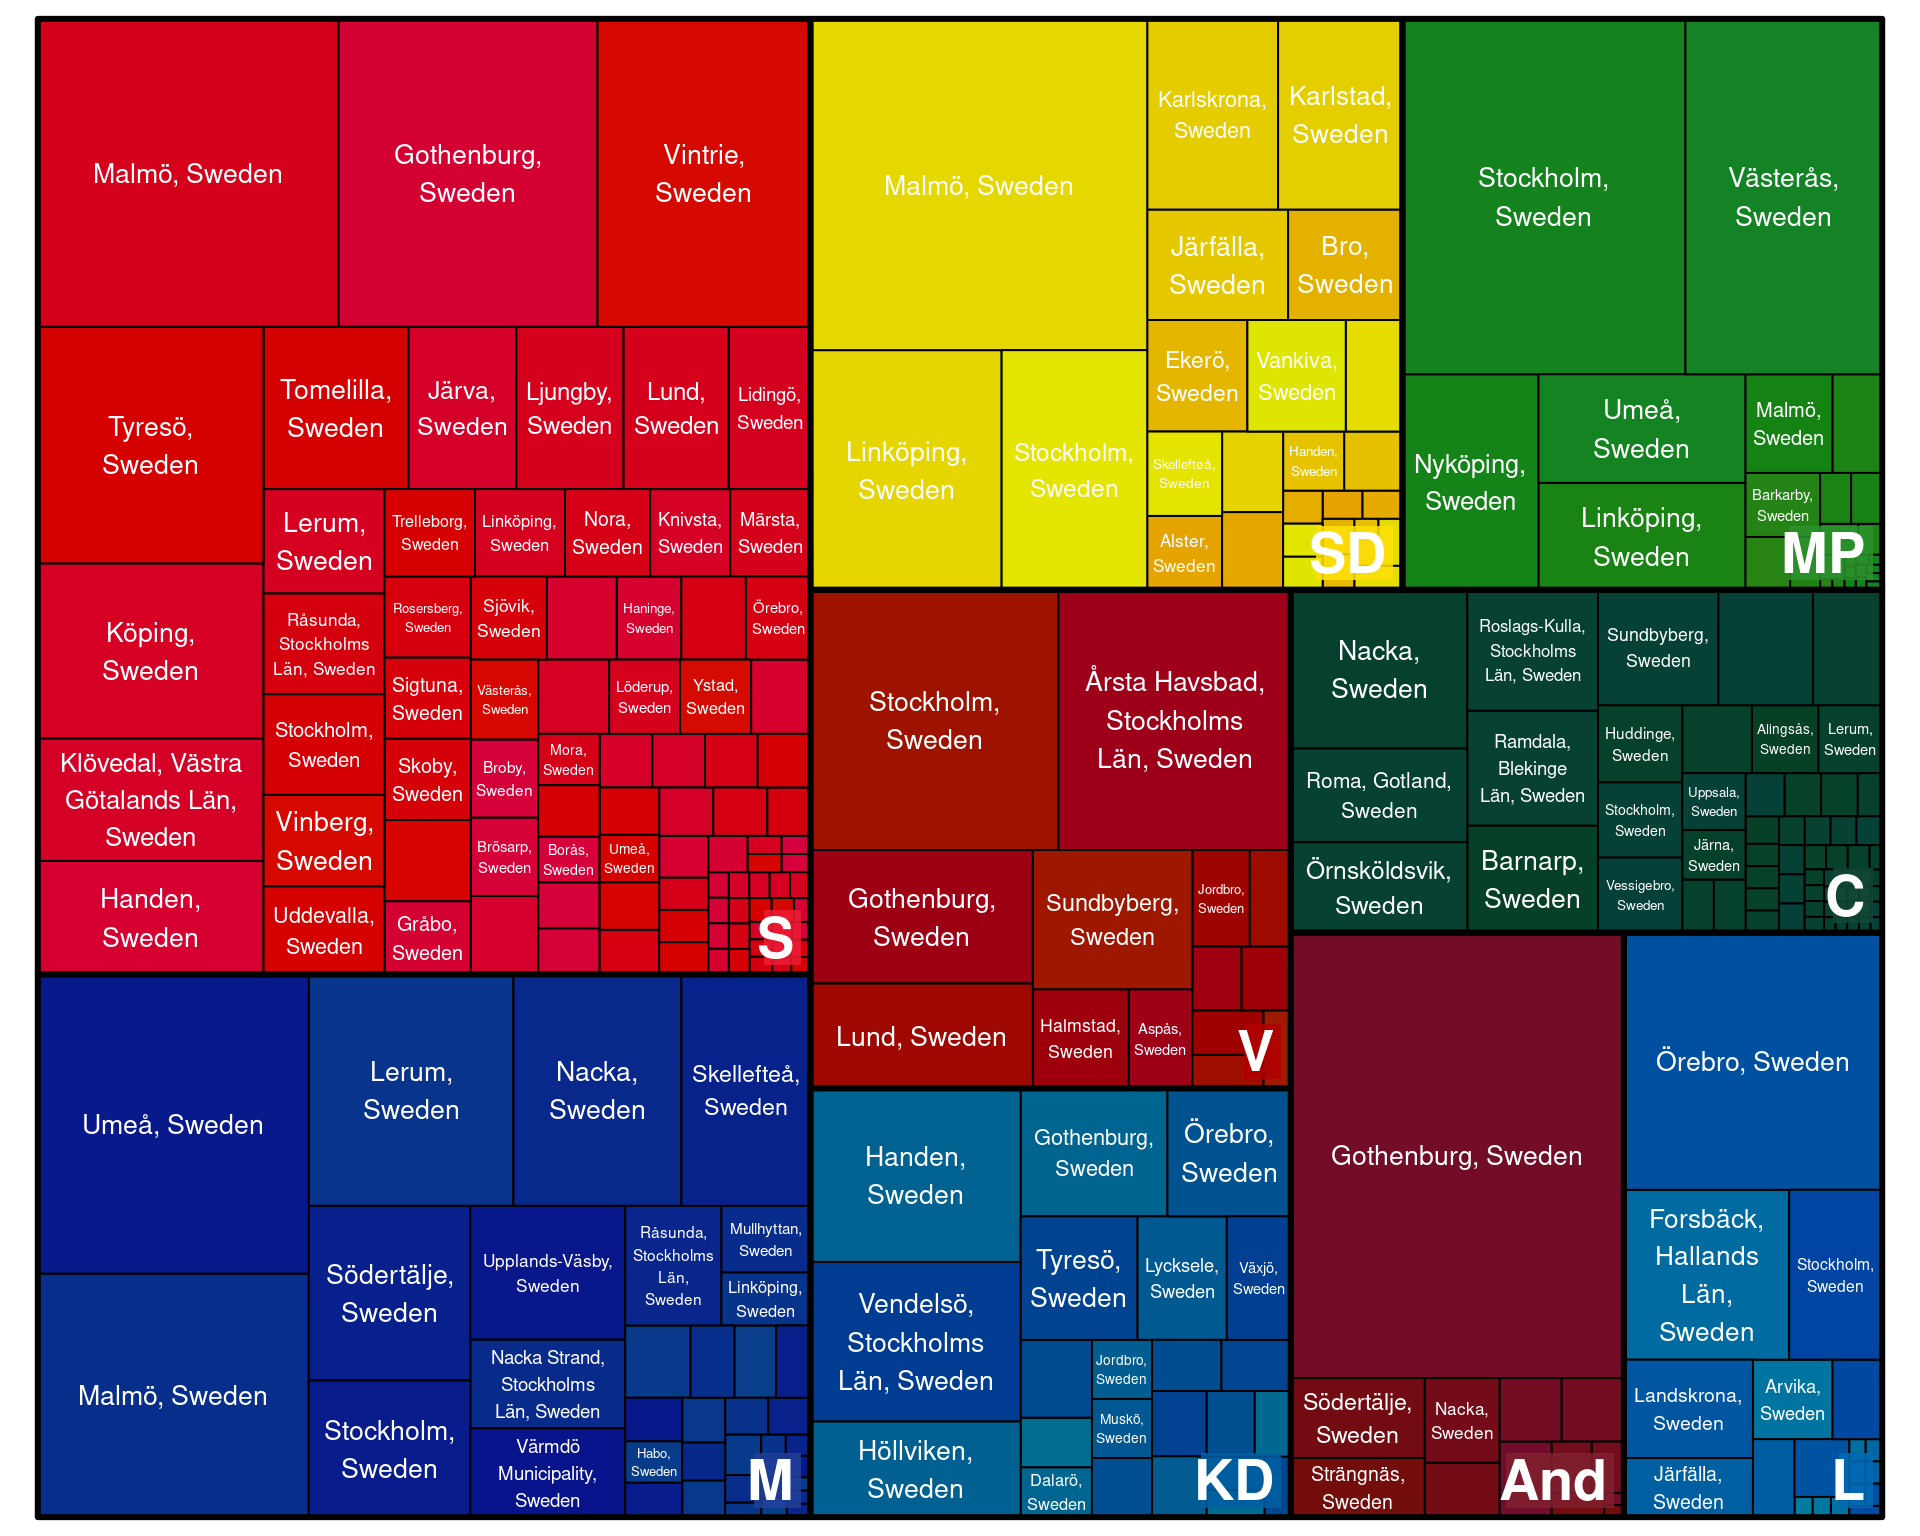 Malmö, Sweden
Gothenburg,
Sweden
Vintrie,
Sweden
Tyresö,
Sweden
Tomelilla,
Sweden
Järva,
Sweden
Ljungby,
Sweden
Lund,
Sweden
Lidingö,
Sweden
Köping,
Sweden
Klövedal, Västra
Götalands Län,
Sweden
Handen,
Sweden
Lerum,
Sweden
Råsunda,
Stockholms
Län, Sweden
Stockholm,
Sweden
Vinberg,
Sweden
Uddevalla,
Sweden
Trelleborg,
Sweden
Linköping,
Sweden
Nora,
Sweden
Knivsta,
Sweden
Märsta,
Sweden
Rosersberg,
Sweden
Sjövik,
Sweden
Haninge,
Sweden
Örebro,
Sweden
Sigtuna,
Sweden
Västerås,
Sweden
Löderup,
Sweden
Ystad,
Sweden
Skoby,
Sweden
Broby,
Sweden
Mora,
Sweden
Brösarp,
Sweden
Borås,
Sweden
Umeå,
Sweden
Gråbo,
Sweden
S
Malmö, Sweden
Karlskrona,
Sweden
Karlstad,
Sweden
Järfälla,
Sweden
Bro,
Sweden
Linköping,
Sweden
Stockholm,
Sweden
Ekerö,
Sweden
Vankiva,
Sweden
Skellefteå,
Sweden
Handen,
Sweden
Alster,
Sweden
SD
Stockholm,
Sweden
Västerås,
Sweden
Nyköping,
Sweden
Umeå,
Sweden
Linköping,
Sweden
Malmö,
Sweden
Barkarby,
Sweden
MP
Stockholm,
Sweden
Årsta Havsbad,
Stockholms
Län, Sweden
Gothenburg,
Sweden
Lund, Sweden
Sundbyberg,
Sweden
Halmstad,
Sweden
Aspås,
Sweden
Jordbro,
Sweden
V
Nacka,
Sweden
Roma, Gotland,
Sweden
Örnsköldsvik,
Sweden
Roslags-Kulla,
Stockholms
Län, Sweden
Ramdala,
Blekinge
Län, Sweden
Barnarp,
Sweden
Sundbyberg,
Sweden
Huddinge,
Sweden
Stockholm,
Sweden
Vessigebro,
Sweden
Alingsås,
Sweden
Lerum,
Sweden
Uppsala,
Sweden
Järna,
Sweden
C
Umeå, Sweden
Malmö, Sweden
Lerum,
Sweden
Nacka,
Sweden
Skellefteå,
Sweden
Södertälje,
Sweden
Stockholm,
Sweden
Upplands-Väsby,
Sweden
Nacka Strand,
Stockholms
Län, Sweden
Värmdö
Municipality,
Sweden
Råsunda,
Stockholms
Län,
Sweden
Mullhyttan,
Sweden
Linköping,
Sweden
Habo,
Sweden
M
Handen,
Sweden
Vendelsö,
Stockholms
Län, Sweden
Höllviken,
Sweden
Gothenburg,
Sweden
Örebro,
Sweden
Tyresö,
Sweden
Lycksele,
Sweden
Växjö,
Sweden
Jordbro,
Sweden
Muskö,
Sweden
Dalarö,
Sweden
KD
Gothenburg, Sweden
Södertälje,
Sweden
Strängnäs,
Sweden
Nacka,
Sweden
And
Örebro, Sweden
Forsbäck,
Hallands
Län,
Sweden
Stockholm,
Sweden
Landskrona,
Sweden
Arvika,
Sweden
Järfälla,
Sweden
L